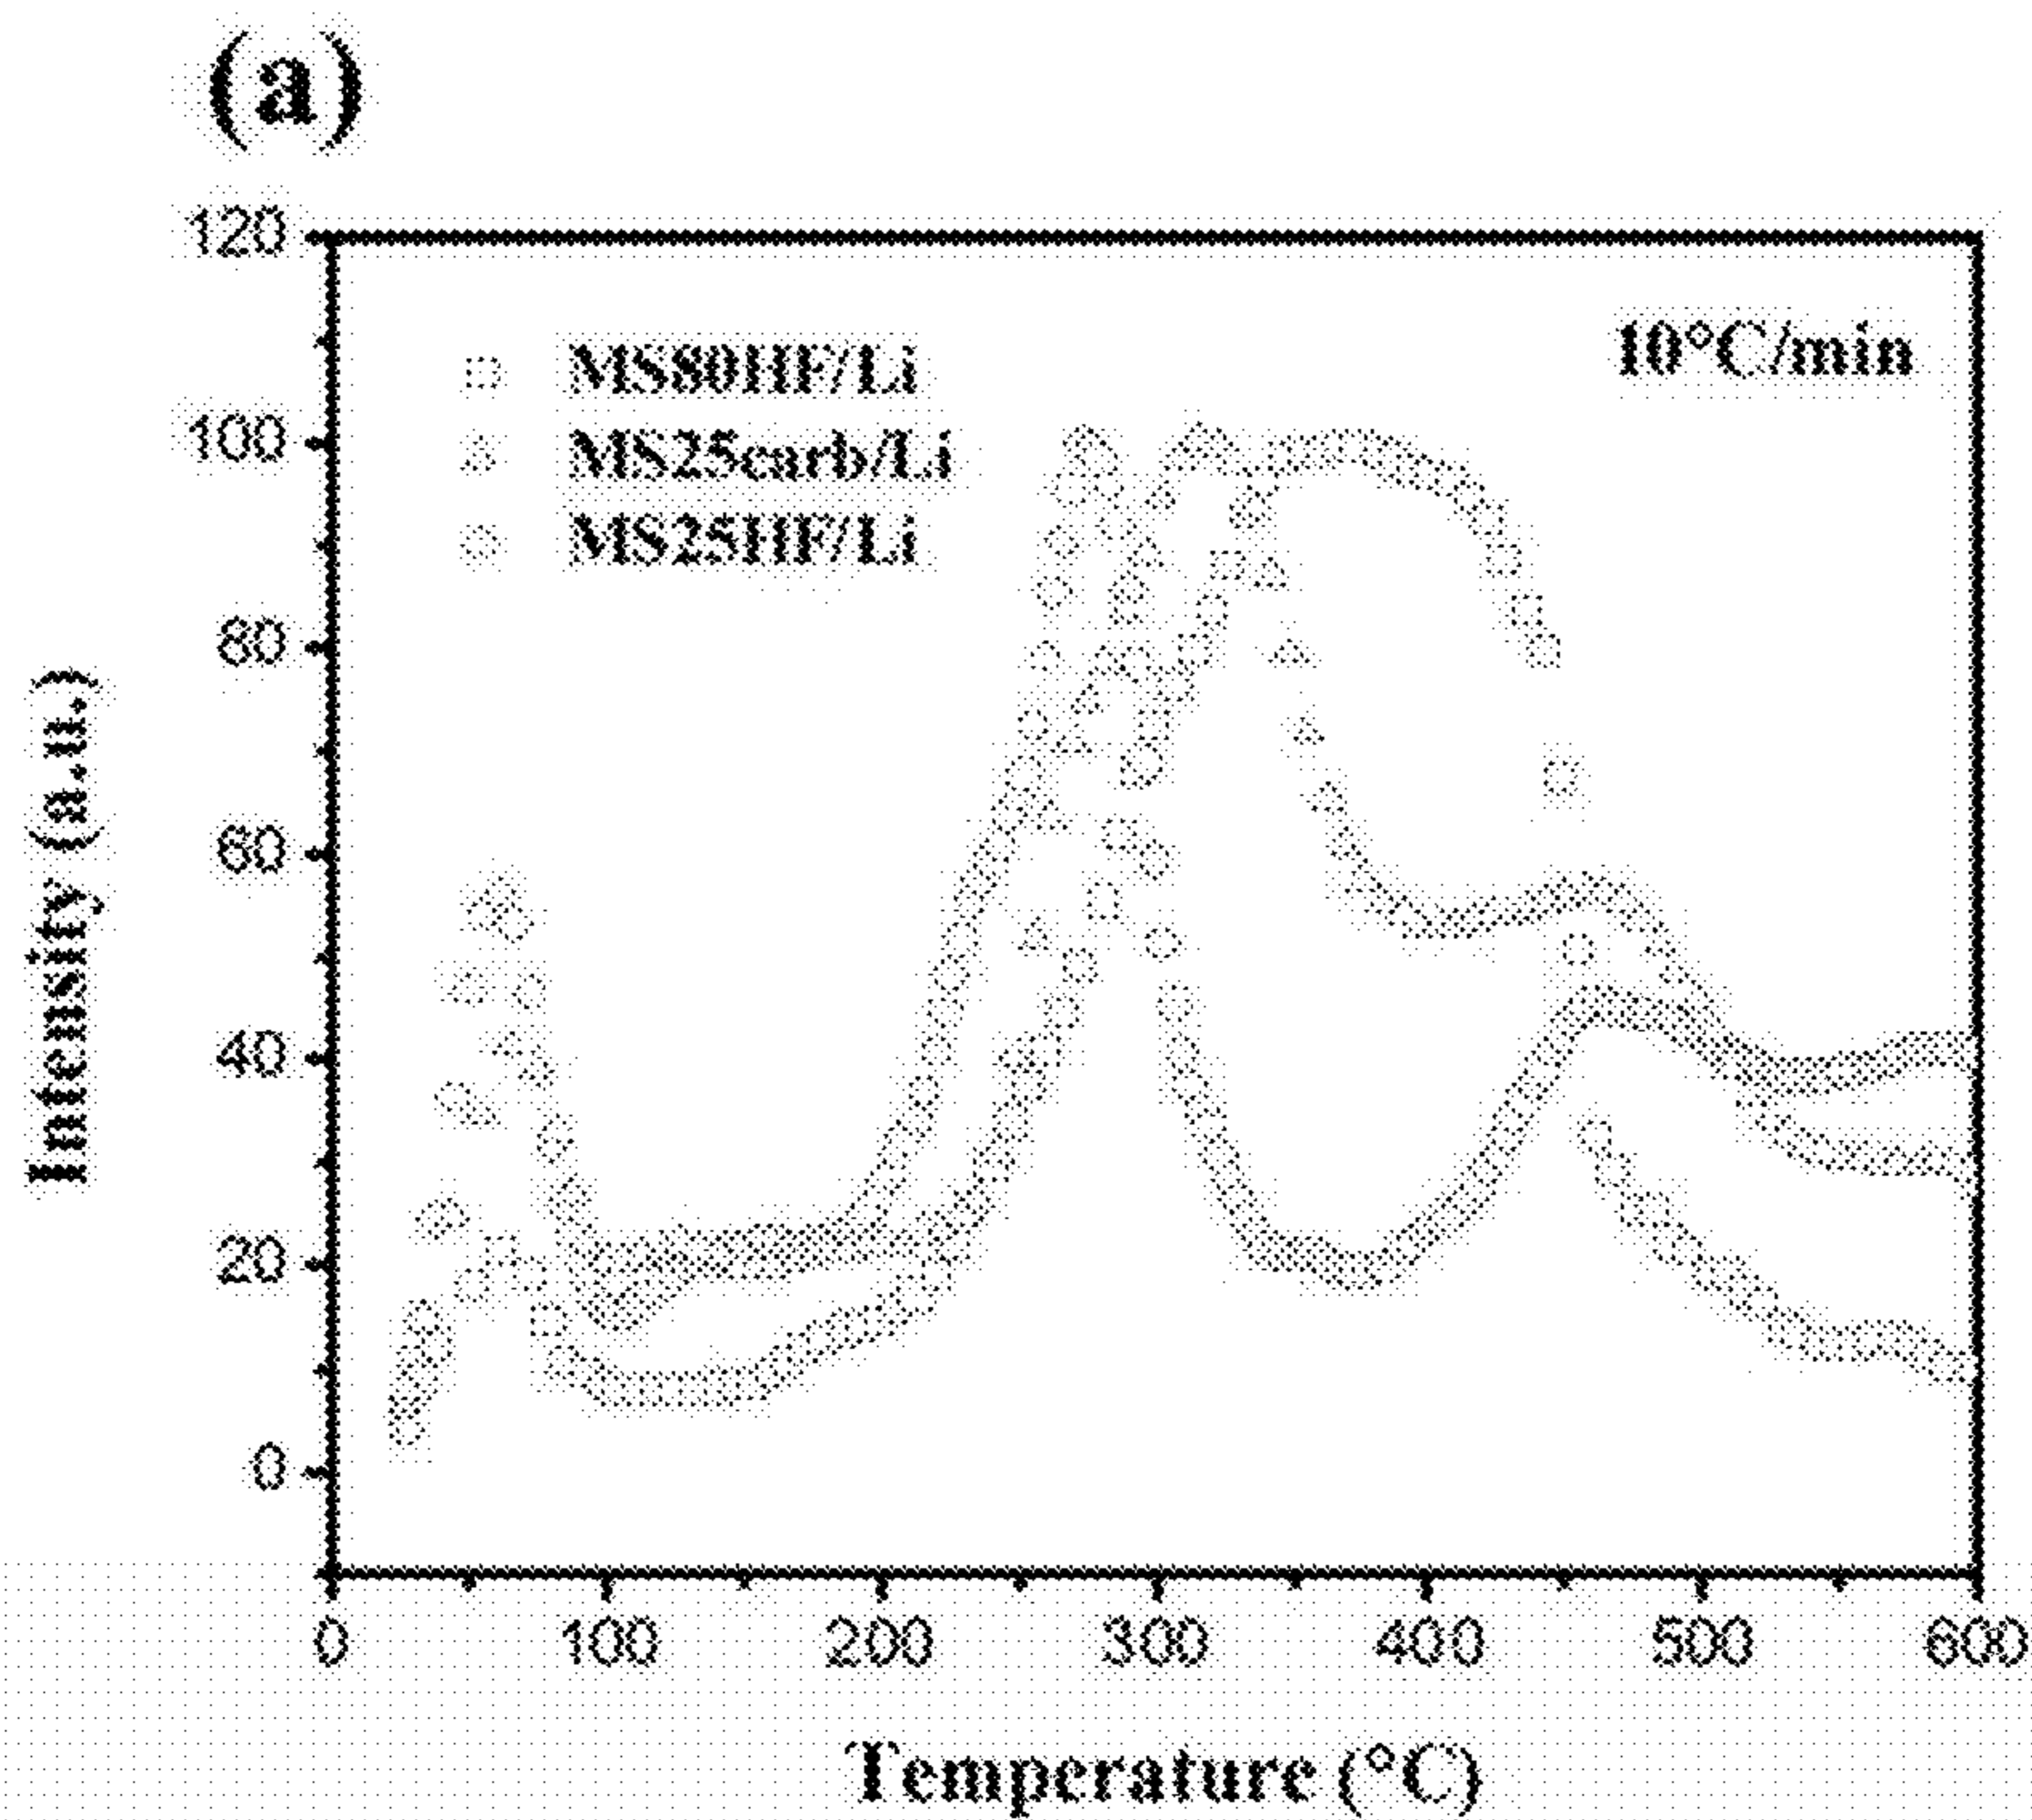 (a)
120
100
80
60
40
20
0
Intensity (a.u.)
MS80HF/Li
MS25carb/Li
MS25HF/Li
10°C/min
0 100 200 300 400 500 600
Temperature (°C)